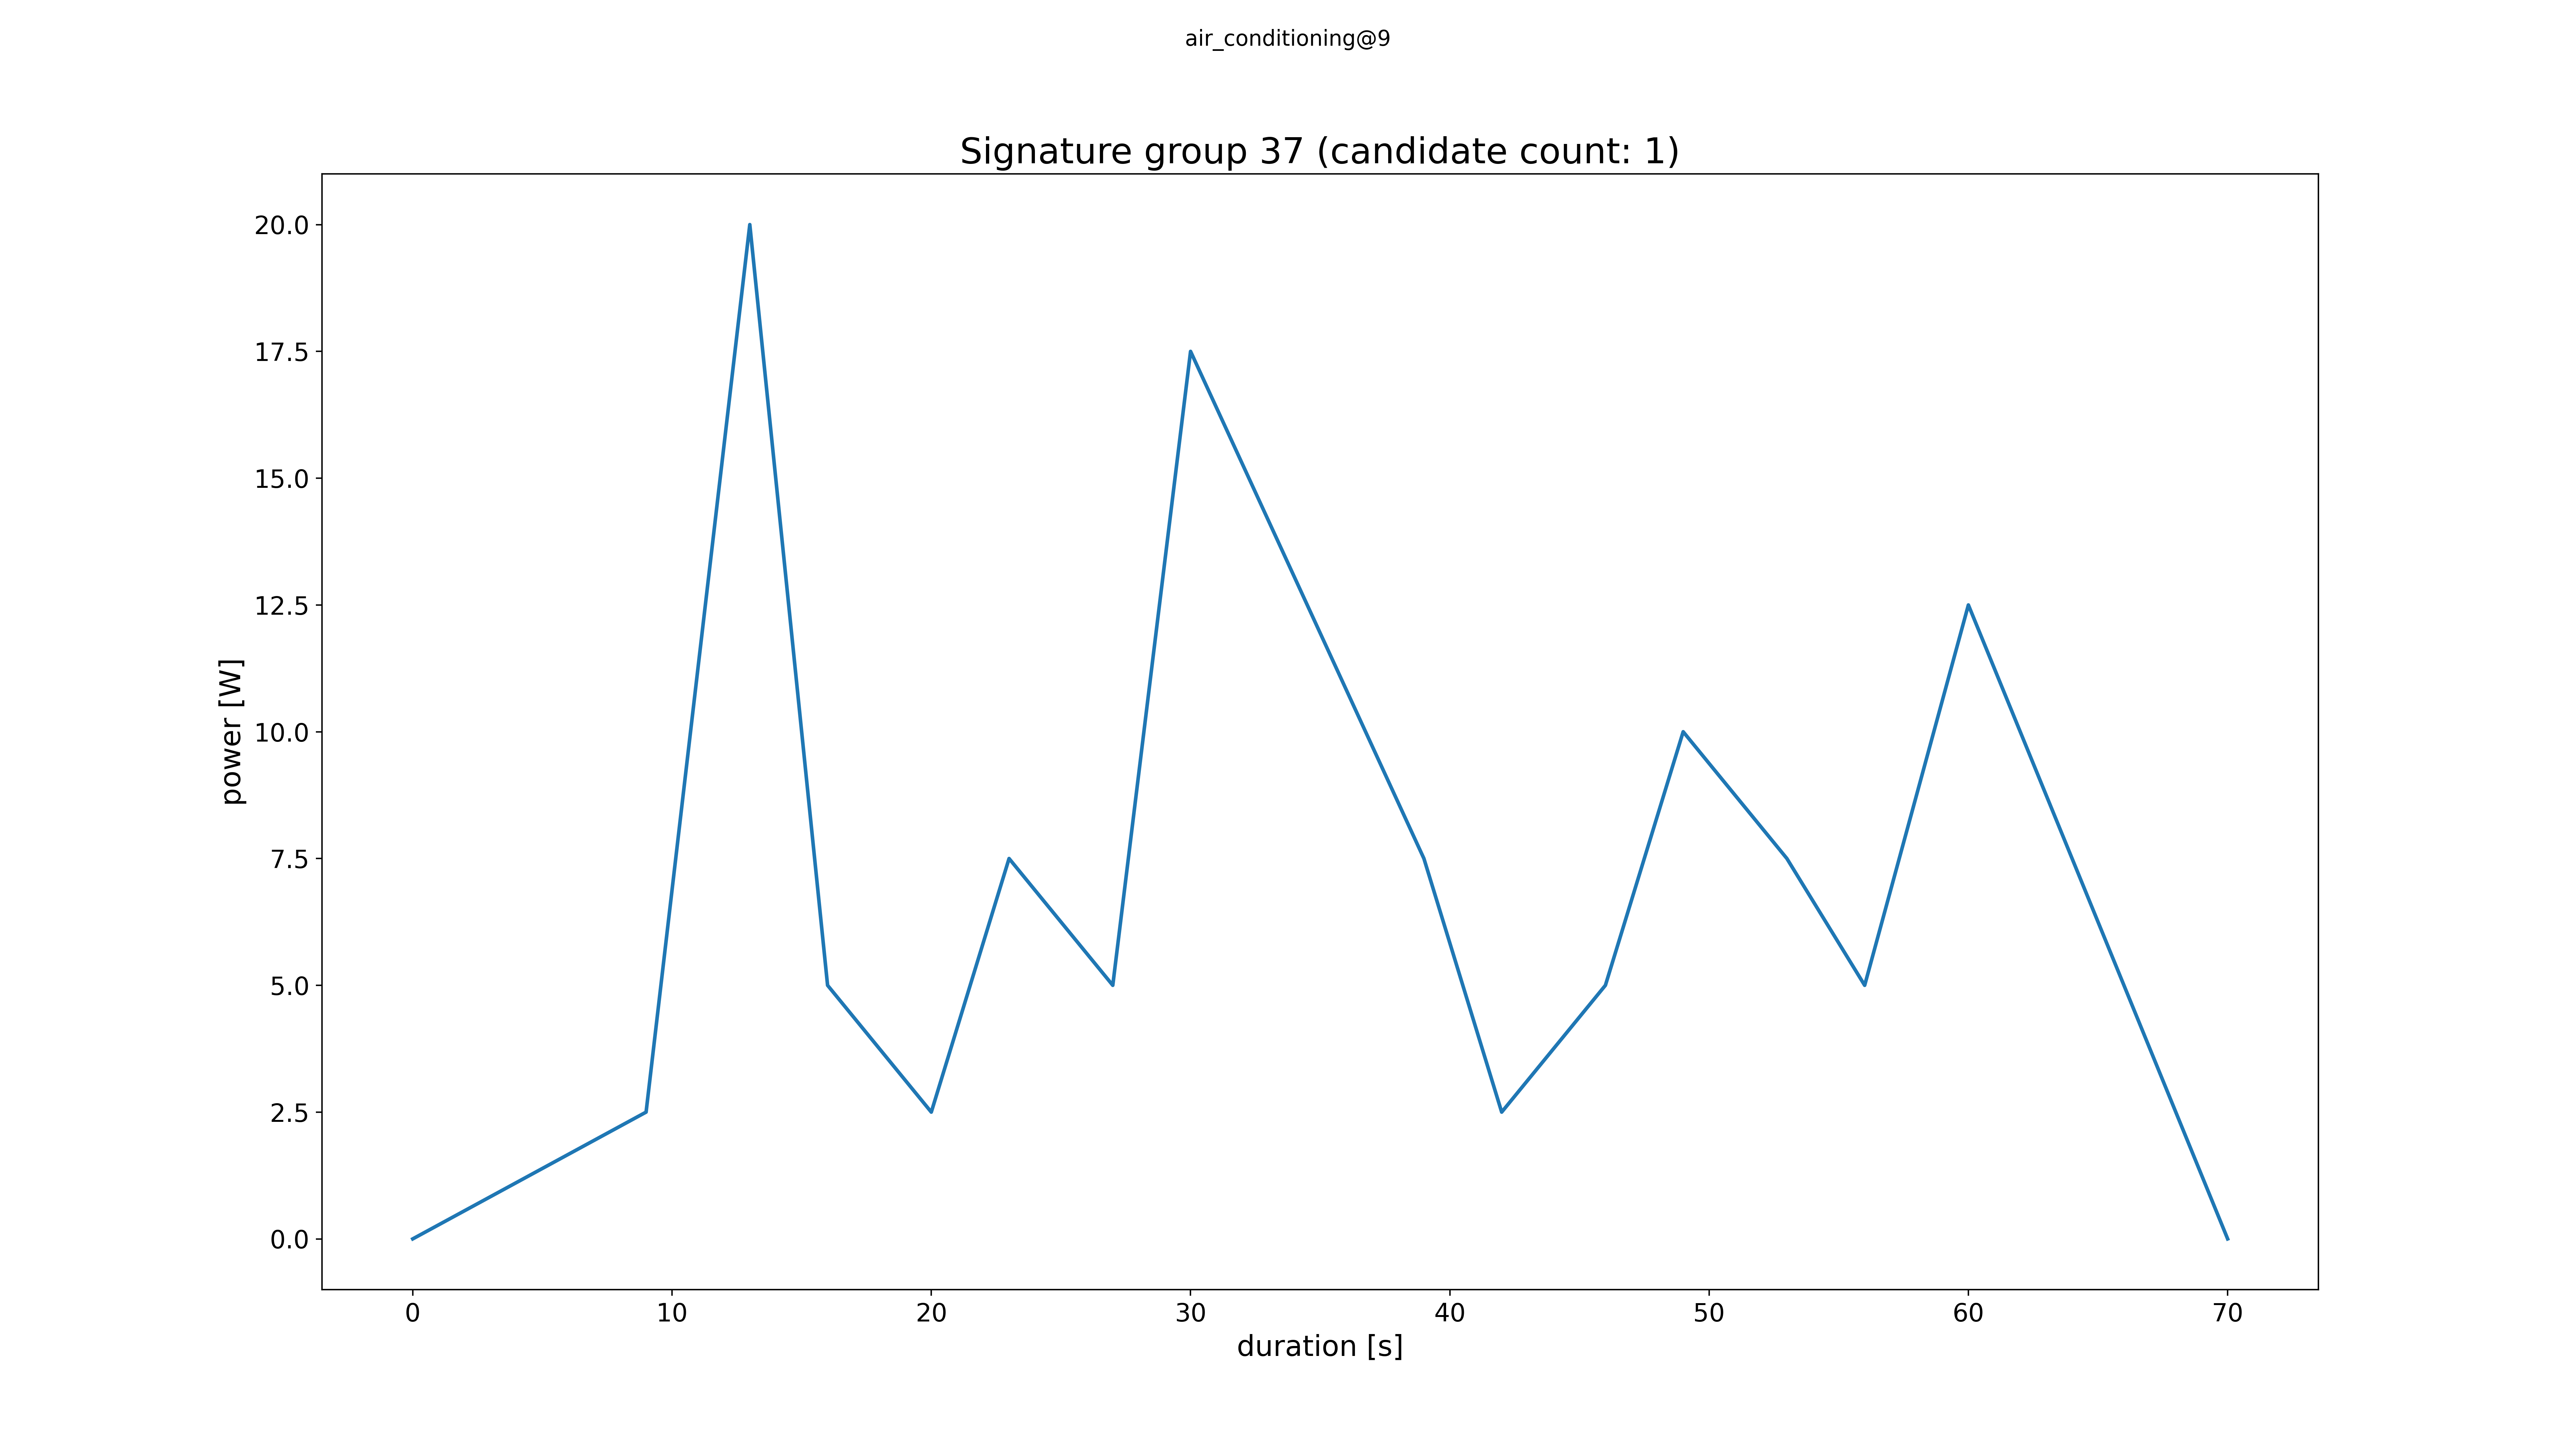 air_conditioning@9
Signature group 37 (candidate count: 1)
20.0
17.5
15.0
12.5
10.0
7.5
5.0
2.5
0.0
power [W]
0 10 20 30 40 50 60 70
duration [s]